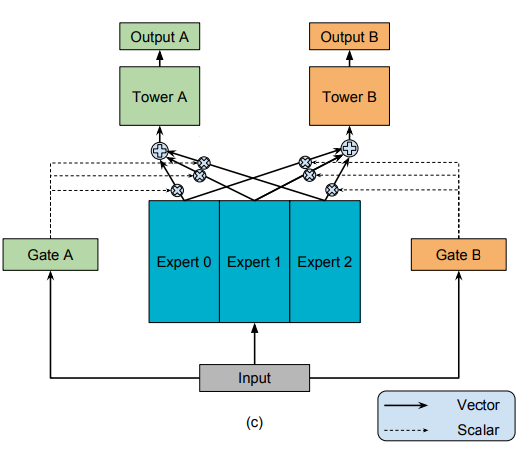 Output A
Output B
Tower A
Tower B
Gate A
Expert 0
Expert 1
Expert 2
Gate B
Input
(c)
Vector
Scalar